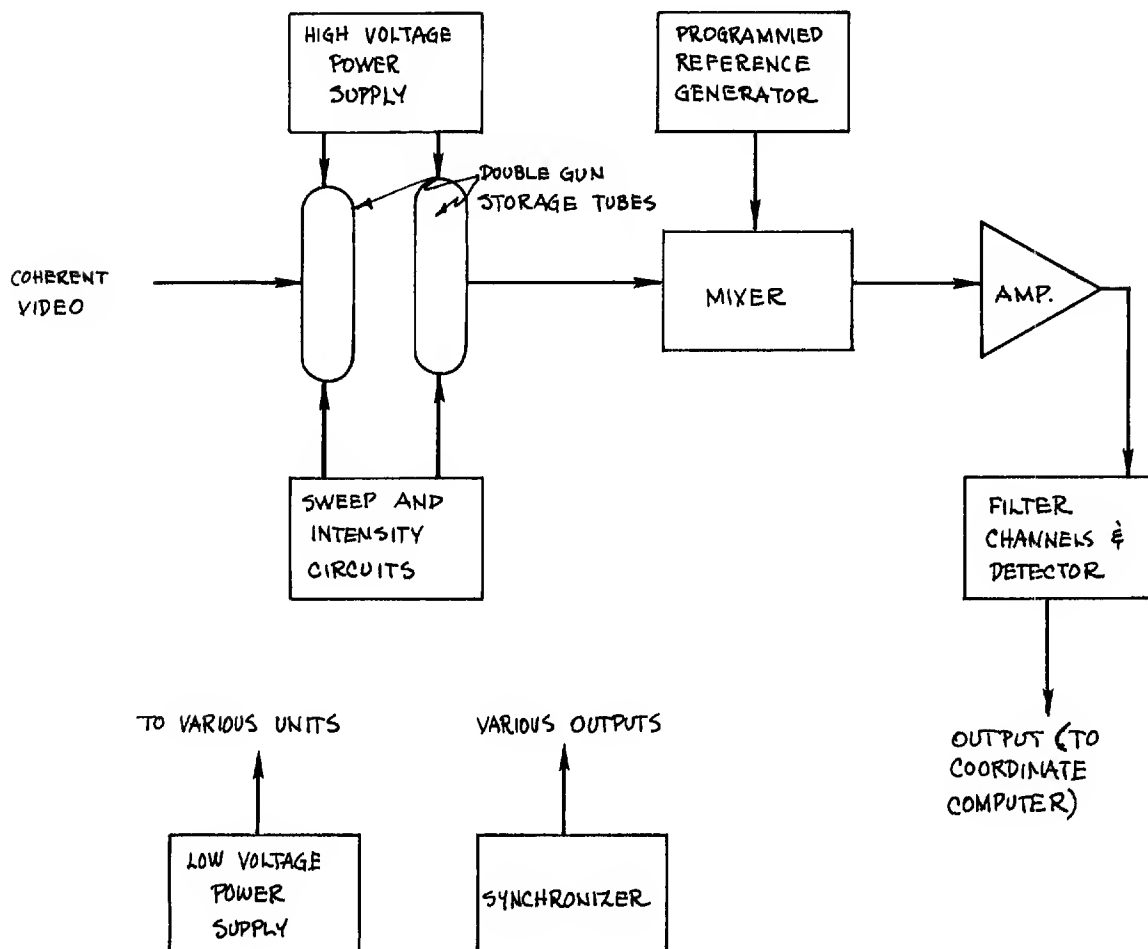 HIGH VOLTAGE
POWER
SUPPLY
PROGRAMNIED
REFERENCE
GENERATOR
DOUBLE GUN
STORAGE TUBES
COHERENT
VIDEO
MIXER
AMP.
SWEEP AND
INTENSITY
CIRCUITS
FILTER
CHANNELS &
DETECTOR
TO VARIOUS UNITS
VARIOUS OUTPUTS
OUTPUT (TO
COORDINATE
COMPUTER)
LOW VOLTAGE
POWER
SUPPLY
SYNCHRONIZER